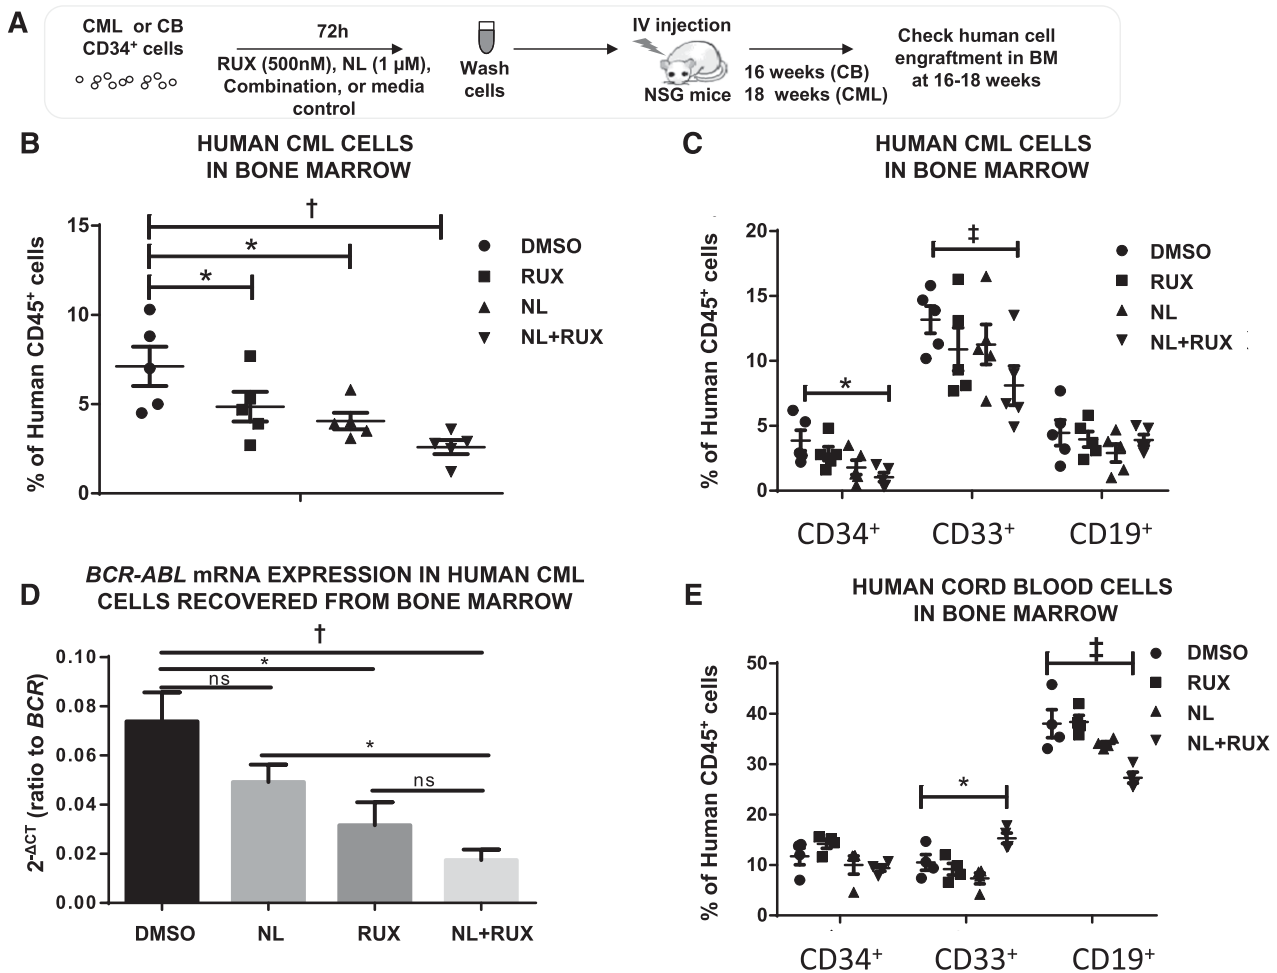 A
CML or CB
CD34+ cells
72h
RUX (500nM), NL (1 µM),
Combination, or media
control
Wash
cells
IV injection
NSG mice
16 weeks (CB)
18 weeks (CML)
Check human cell
engraftment in BM
at 16-18 weeks
B
HUMAN CML CELLS
IN BONE MARROW
% of Human CD45+ cells
15
10
5
0
†
*
*
DMSO
RUX
NL
NL+RUX
C
HUMAN CML CELLS
IN BONE MARROW
% of Human CD45+ cells
20
15
10
5
0
*
‡
DMSO
RUX
NL
NL+RUX
CD34+
CD33+
CD19+
D
BCR-ABL mRNA EXPRESSION IN HUMAN CML
CELLS RECOVERED FROM BONE MARROW
2-ΔCT (ratio to BCR)
0.10
0.08
0.06
0.04
0.02
0.00
†
*
ns
*
ns
DMSO
NL
RUX
NL+RUX
E
HUMAN CORD BLOOD CELLS
IN BONE MARROW
% of Human CD45+ cells
50
40
30
20
10
0
*
‡
DMSO
RUX
NL
NL+RUX
CD34+
CD33+
CD19+